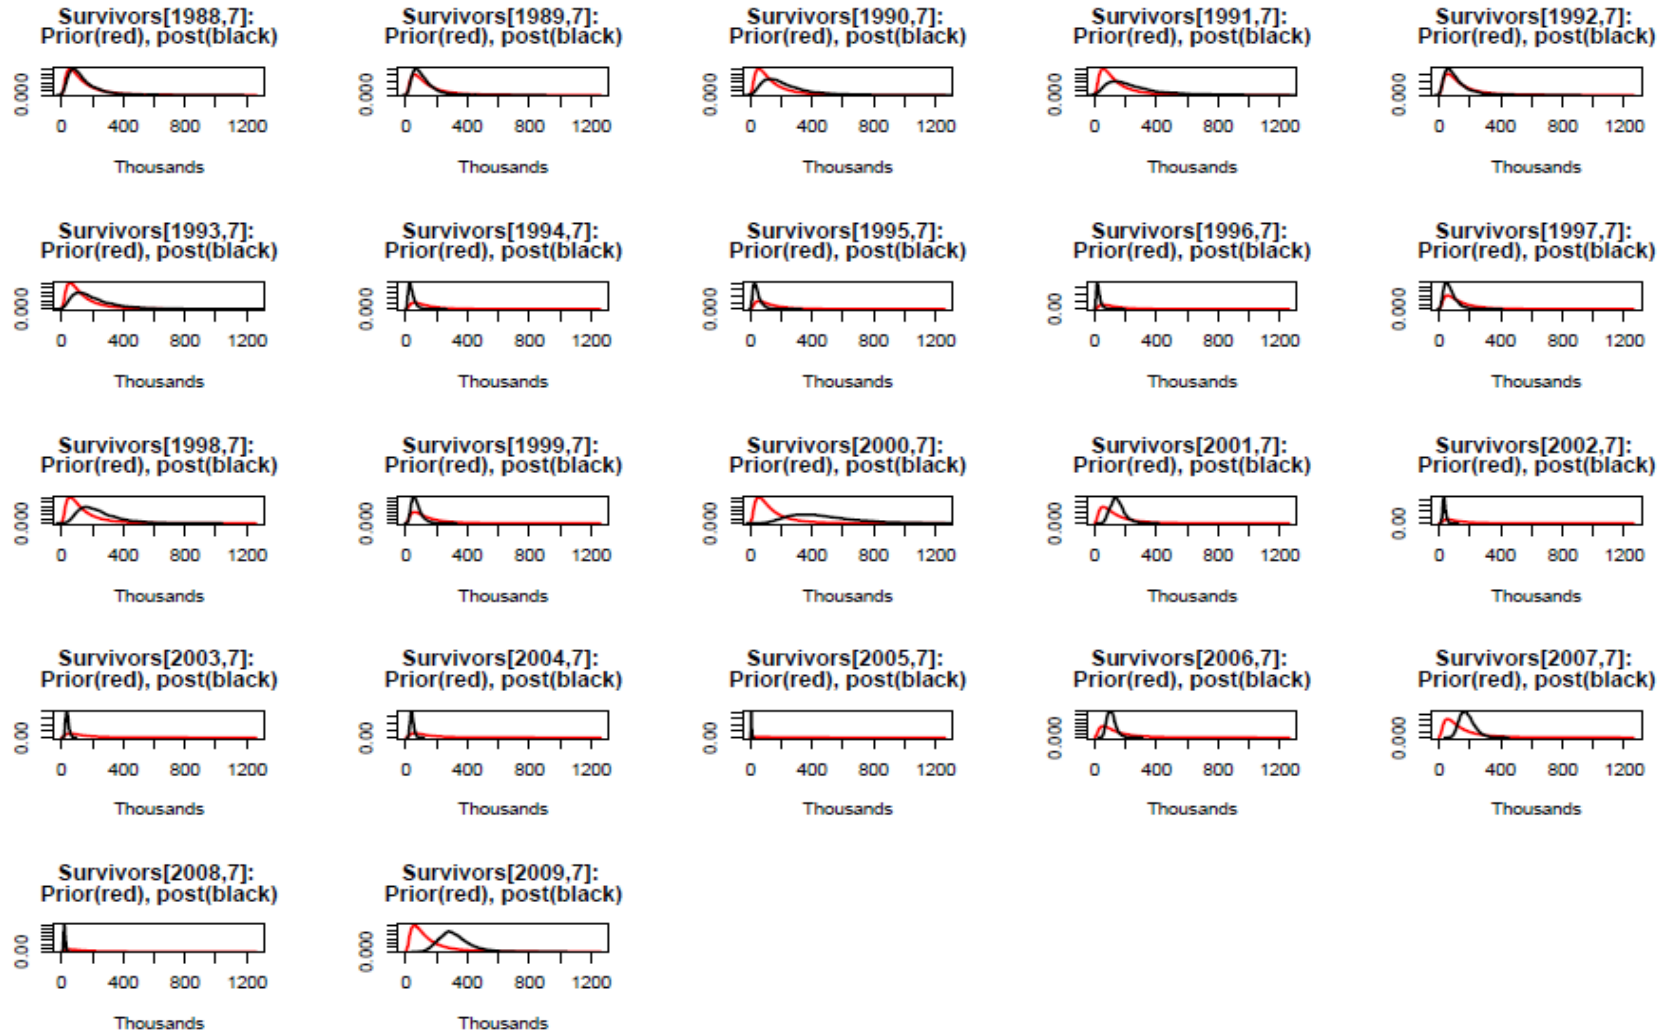 Survivors[1988,7]:
Prior(red), post(black)
0.000
0 400 800 1200
Thousands
Survivors[1989,7]:
Prior(red), post(black)
0.000
0 400 800 1200
Thousands
Survivors[1990,7]:
Prior(red), post(black)
0.000
0 400 800 1200
Thousands
Survivors[1991,7]:
Prior(red), post(black)
0.000
0 400 800 1200
Thousands
Survivors[1992,7]:
Prior(red), post(black)
0.000
0 400 800 1200
Thousands
Survivors[1993,7]:
Prior(red), post(black)
0.000
0 400 800 1200
Thousands
Survivors[1994,7]:
Prior(red), post(black)
0.000
0 400 800 1200
Thousands
Survivors[1995,7]:
Prior(red), post(black)
0.000
0 400 800 1200
Thousands
Survivors[1996,7]:
Prior(red), post(black)
0.00
0 400 800 1200
Thousands
Survivors[1997,7]:
Prior(red), post(black)
0.000
0 400 800 1200
Thousands
Survivors[1998,7]:
Prior(red), post(black)
0.000
0 400 800 1200
Thousands
Survivors[1999,7]:
Prior(red), post(black)
0.000
0 400 800 1200
Thousands
Survivors[2000,7]:
Prior(red), post(black)
0.000
0 400 800 1200
Thousands
Survivors[2001,7]:
Prior(red), post(black)
0.000
0 400 800 1200
Thousands
Survivors[2002,7]:
Prior(red), post(black)
0.00
0 400 800 1200
Thousands
Survivors[2003,7]:
Prior(red), post(black)
0.00
0 400 800 1200
Thousands
Survivors[2004,7]:
Prior(red), post(black)
0.00
0 400 800 1200
Thousands
Survivors[2005,7]:
Prior(red), post(black)
0.00
0 400 800 1200
Thousands
Survivors[2006,7]:
Prior(red), post(black)
0.000
0 400 800 1200
Thousands
Survivors[2007,7]:
Prior(red), post(black)
0.000
0 400 800 1200
Thousands
Survivors[2008,7]:
Prior(red), post(black)
0.00
0 400 800 1200
Thousands
Survivors[2009,7]:
Prior(red), post(black)
0.000
0 400 800 1200
Thousands